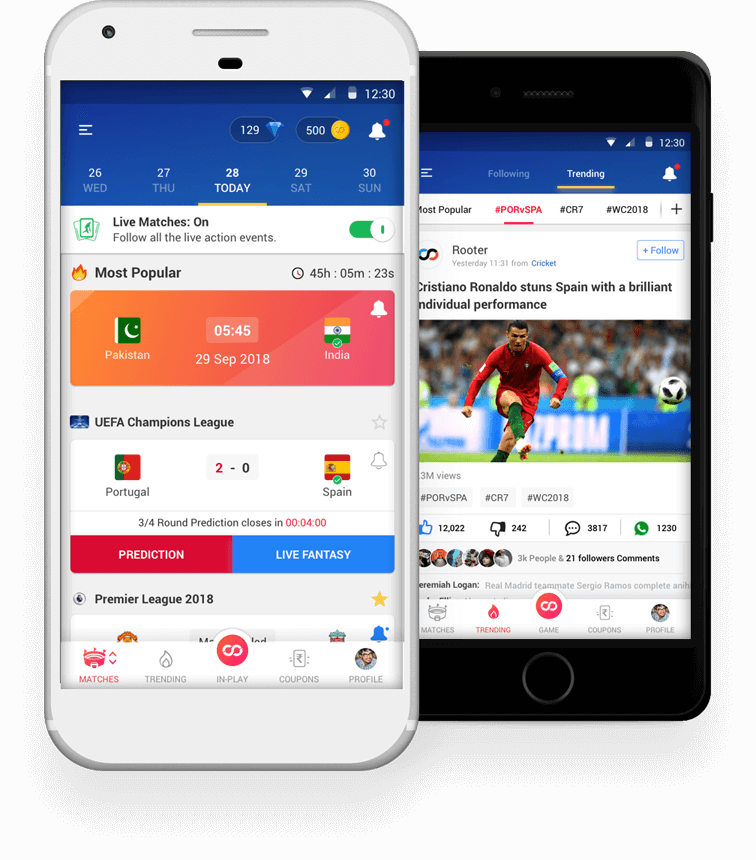 12:30
129
500
26 27 28 29 30
WED THU TODAY SAT SUN
Live Matches: On
Follow all the live action events.
Most Popular 45h : 05m : 23s
05:45
Pakistan India
29 Sep 2018
UEFA Champions League
2 - 0
Portugal Spain
3/4 Round Prediction closes in 00:04:00
PREDICTION LIVE FANTASY
Premier League 2018
MATCHES TRENDING IN-PLAY COUPONS PROFILE
12:30
Following Trending
ost Popular #PORvSPA #CR7 #WC2018 +
Rooter + Follow
Yesterday 11:31 from Cricket
Cristiano Ronaldo stuns Spain with a brilliant
individual performance
3M views
#PORvSPA #CR7 #WC2018
12,022 242 3817 1230
3k People & 21 followers Comments
eremiah Logan: Real Madrid teammate Sergio Ramos complete anih
MATCHES TRENDING GAME COUPONS PROFILE